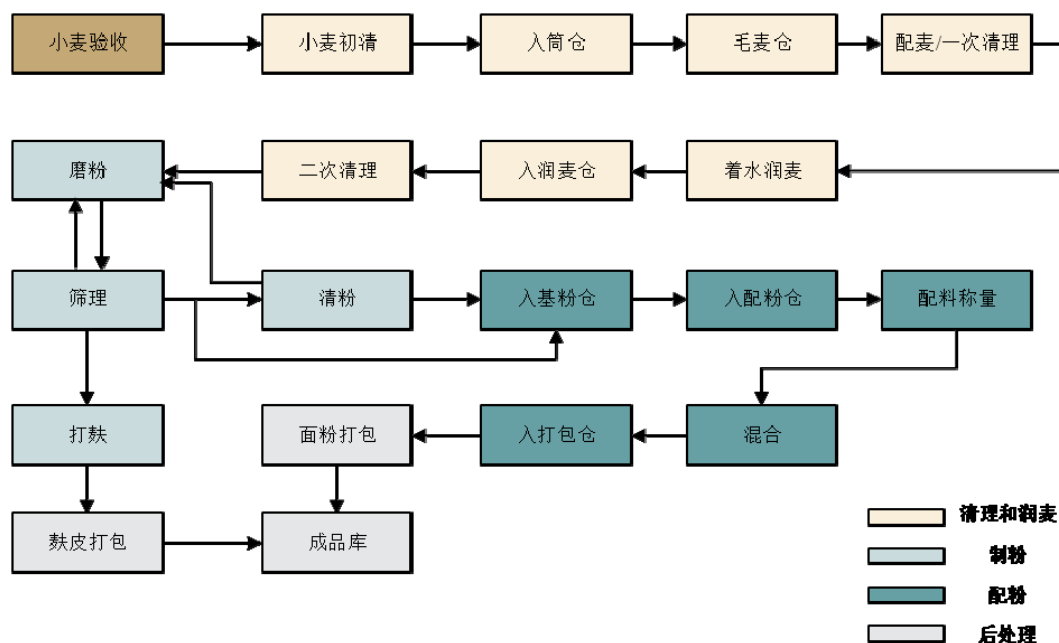 小麦验收
小麦初清
入筒仓
毛麦仓
配麦/一次清理
磨粉
二次清理
入润麦仓
着水润麦
筛理
清粉
入基粉仓
入配粉仓
配料称量
打麸
面粉打包
入打包仓
混合
麸皮打包
成品库
清理和润麦
制粉
配粉
后处理